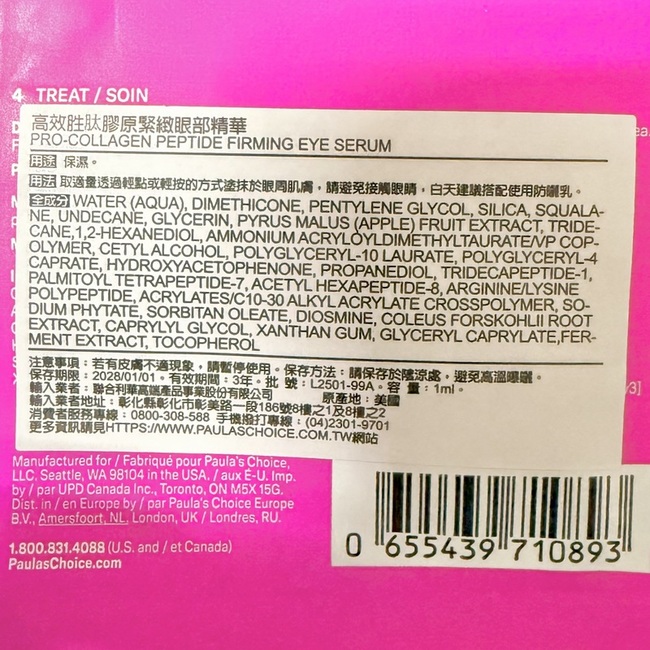 4 TREAT / SOIN
高效胜肽膠原緊緻眼部精華
PRO-COLLAGEN PEPTIDE FIRMING EYE SERUM
用途 保濕。
用法 取適量透過輕點或輕按的方式塗抹於眼周肌膚，請避免接觸眼睛，白天建議搭配使用防曬乳。
全成分 WATER (AQUA), DIMETHICONE, PENTYLENE GLYCOL, SILICA, SQUALA-
NE, UNDECANE, GLYCERIN, PYRUS MALUS (APPLE) FRUIT EXTRACT, TRIDE-
CANE,1,2-HEXANEDIOL, AMMONIUM ACRYLOYLDIMETHYLTAURATE/VP COP-
OLYMER, CETYL ALCOHOL, POLYGLYCERYL-10 LAURATE, POLYGLYCERYL-4
CAPRATE, HYDROXYACETOPHENONE, PROPANEDIOL, TRIDECAPEPTIDE-1,
PALMITOYL TETRAPEPTIDE-7, ACETYL HEXAPEPTIDE-8, ARGININE/LYSINE
POLYPEPTIDE, ACRYLATES/C10-30 ALKYL ACRYLATE CROSSPOLYMER, SO-
DIUM PHYTATE, SORBITAN OLEATE, DIOSMINE, COLEUS FORSKOHLII ROOT
EXTRACT, CAPRYLYL GLYCOL, XANTHAN GUM, GLYCERYL CAPRYLATE,FER-
MENT EXTRACT, TOCOPHEROL
注意事項：若有皮膚不適現象，請暫停使用。保存方法：請保存於陰涼處，避免高溫曝曬。
保存期限：2028/01/01。有效期間：3年。批 號：L2501-99A。容 量：1ml。
輸入業者：聯合利華高端產品事業股份有限公司 原產地：美國
輸入業者地址：彰化縣彰化市彰美路一段186號8樓之1及8樓之2
消費者服務專線：0800-308-588 手機撥打專線：(04)2301-9701
更多資訊請見HTTPS://WWW.PAULASCHOICE.COM.TW網站
Manufactured for / Fabriqué pour Paula's Choice,
LLC. Seattle, WA 98104 in the USA. / aux É-U. Imp.
by / par UPD Canada Inc., Toronto, ON M5X 15G.
Dist. in / en Europe by / par Paula's Choice Europe
B.V., Amersfoort, NL, London, UK / Londres, RU.
1.800.831.4088 (U.S. and / et Canada)
PaulasChoice.com
0 655439 710893